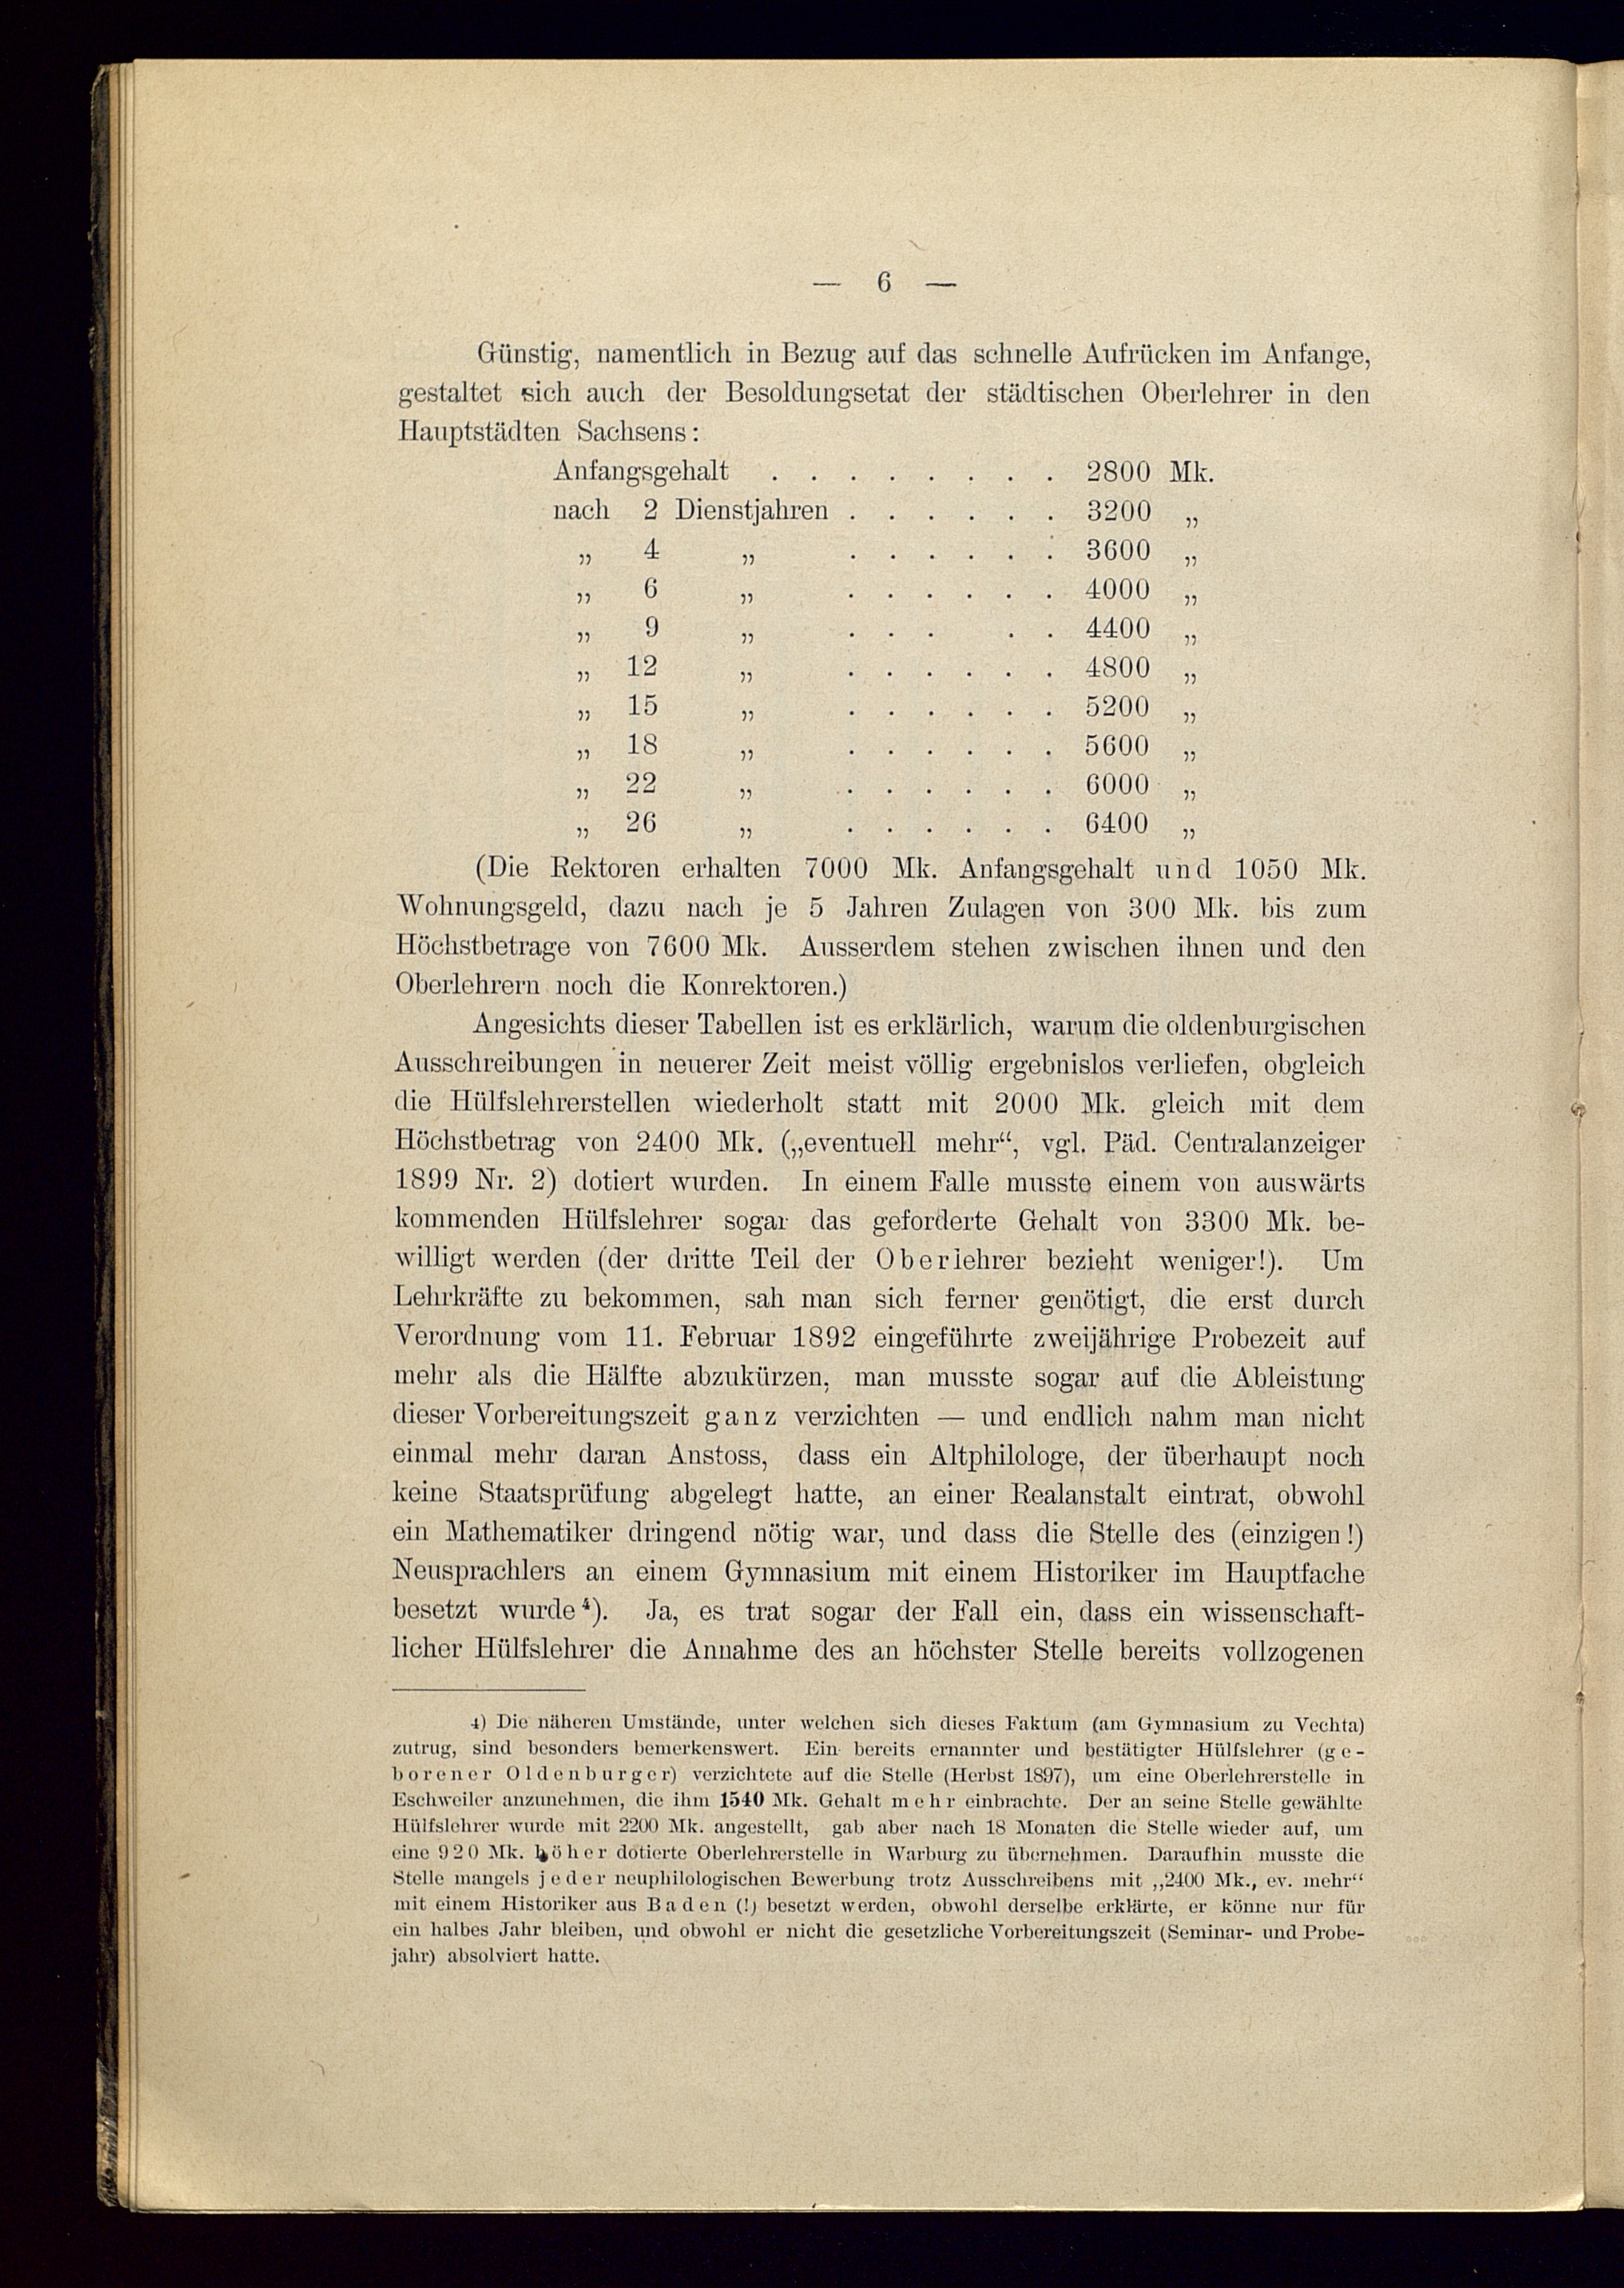 — 6 —
Günstig, namentlich in Bezug auf das schnelle Aufrücken im Anfange,
gestaltet sich auch der Besoldungsetat der städtischen Oberlehrer in den
Hauptstädten Sachsens:
Anfangsgehalt . . . . . . . . 2800 Mk.
nach 2 Dienstjahren . . . . . . 3200 „
„ 4 „ . . . . . . 3600 „
„ 6 „ . . . . . . 4000 „
„ 9 „ . . . . . 4400 „
„ 12 „ . . . . . . 4800 „
„ 15 „ . . . . . . 5200 „
„ 18 „ . . . . . . 5600 „
„ 22 „ . . . . . . 6000 „
„ 26 „ . . . . . . 6400 „
(Die Rektoren erhalten 7000 Mk. Anfangsgehalt und 1050 Mk.
Wohnungsgeld, dazu nach je 5 Jahren Zulagen von 300 Mk. bis zum
Höchstbetrage von 7600 Mk. Ausserdem stehen zwischen ihnen und den
Oberlehrern noch die Konrektoren.)
Angesichts dieser Tabellen ist es erklärlich, warum die oldenburgischen
Ausschreibungen in neuerer Zeit meist völlig ergebnislos verliefen, obgleich
die Hülfslehrerstellen wiederholt statt mit 2000 Mk. gleich mit dem
Höchstbetrag von 2400 Mk. („eventuell mehr“, vgl. Päd. Centralanzeiger
1899 Nr. 2) dotiert wurden. In einem Falle musste einem von auswärts
kommenden Hülfslehrer sogar das geforderte Gehalt von 3300 Mk. be-
willigt werden (der dritte Teil der Oberlehrer bezieht weniger!). Um
Lehrkräfte zu bekommen, sah man sich ferner genötigt, die erst durch
Verordnung vom 11. Februar 1892 eingeführte zweijährige Probezeit auf
mehr als die Hälfte abzukürzen, man musste sogar auf die Ableistung
dieser Vorbereitungszeit ganz verzichten — und endlich nahm man nicht
einmal mehr daran Anstoss, dass ein Altphilologe, der überhaupt noch
keine Staatsprüfung abgelegt hatte, an einer Realanstalt eintrat, obwohl
ein Mathematiker dringend nötig war, und dass die Stelle des (einzigen!)
Neusprachlers an einem Gymnasium mit einem Historiker im Hauptfache
besetzt wurde⁴). Ja, es trat sogar der Fall ein, dass ein wissenschaft-
licher Hülfslehrer die Annahme des an höchster Stelle bereits vollzogenen
4) Die näheren Umstände, unter welchen sich dieses Faktum (am Gymnasium zu Vechta)
zutrug, sind besonders bemerkenswert. Ein bereits ernannter und bestätigter Hülfslehrer (ge-
borener Oldenburger) verzichtete auf die Stelle (Herbst 1897), um eine Oberlehrerstelle in
Eschweiler anzunehmen, die ihm 1540 Mk. Gehalt mehr einbrachte. Der an seine Stelle gewählte
Hülfslehrer wurde mit 2200 Mk. angestellt, gab aber nach 18 Monaten die Stelle wieder auf, um
eine 920 Mk. höher dotierte Oberlehrerstelle in Warburg zu übernehmen. Daraufhin musste die
Stelle mangels jeder neuphilologischen Bewerbung trotz Ausschreibens mit „2400 Mk., ev. mehr“
mit einem Historiker aus Baden (!) besetzt werden, obwohl derselbe erklärte, er könne nur für
ein halbes Jahr bleiben, und obwohl er nicht die gesetzliche Vorbereitungszeit (Seminar- und Probe-
jahr) absolviert hatte.